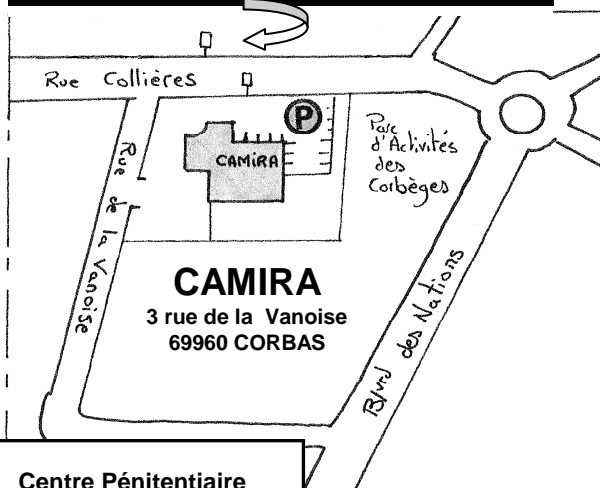 Rue Collières
P
CAMIRA
Parc
d'Activités
des
Corbèges
Rue de la Vanoise
CAMIRA
3 rue de la Vanoise
69960 CORBAS
Blvrd des Nations
Centre Pénitentiaire